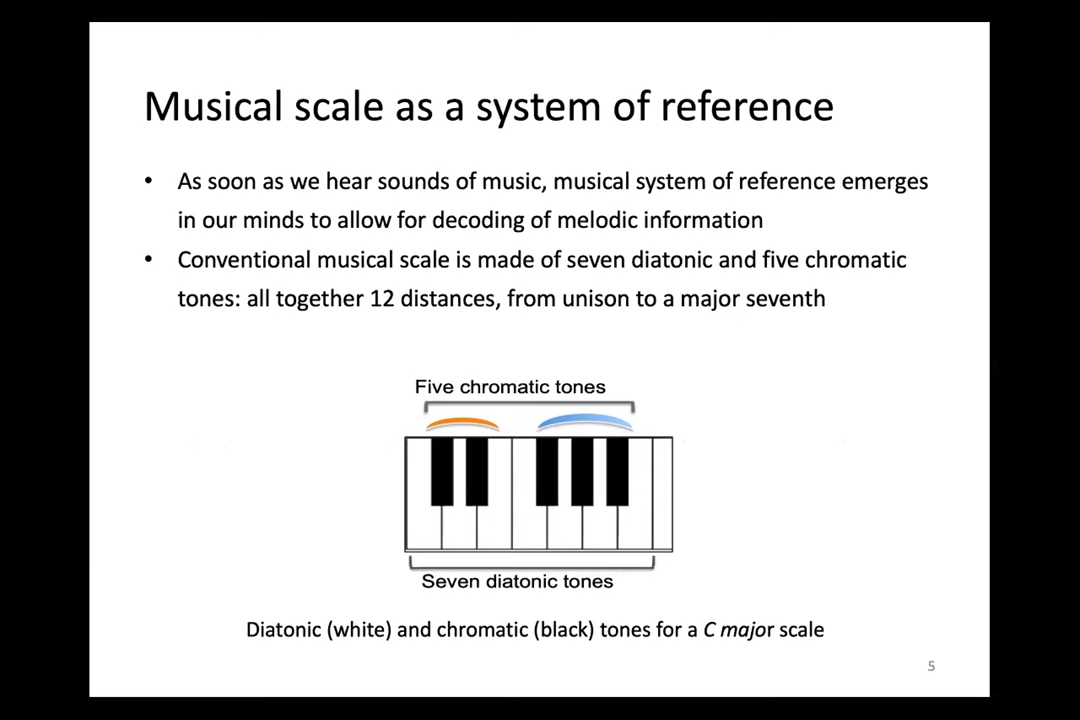 Musical scale as a system of reference
• As soon as we hear sounds of music, musical system of reference emerges
in our minds to allow for decoding of melodic information
• Conventional musical scale is made of seven diatonic and five chromatic
tones: all together 12 distances, from unison to a major seventh
Five chromatic tones
Seven diatonic tones
Diatonic (white) and chromatic (black) tones for a C major scale
5